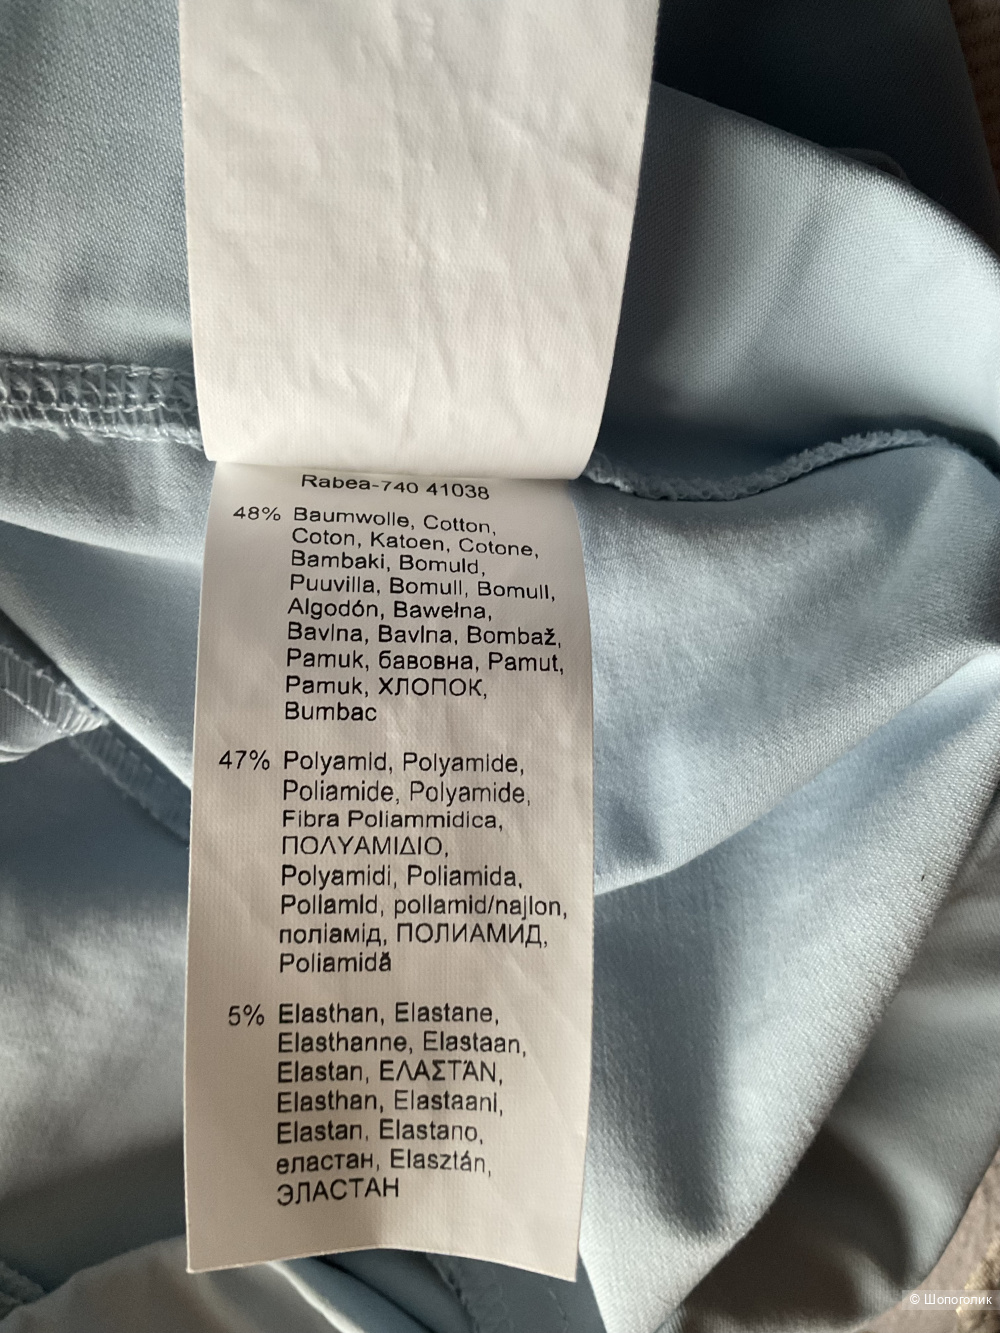 Rabea-740 41038
48% Baumwolle, Cotton,
Coton, Katoen, Cotone,
Bambaki, Bomuld,
Puuvilla, Bomull, Bomull,
Algodón, Bawełna,
Bavlna, Bavlna, Bombaž,
Pamuk, бавовна, Pamut,
Pamuk, ХЛОПОК,
Bumbac
47% Polyamid, Polyamide,
Poliamide, Polyamide,
Fibra Poliammidica,
ΠΟΛΥΑΜΙΔΙΟ,
Polyamidi, Poliamida,
Poliamid, poliamid/najlon,
поліамід, ПОЛИАМИД,
Poliamidă
5% Elasthan, Elastane,
Elasthanne, Elastaan,
Elastan, ΕΛΑΣΤΆΝ,
Elasthan, Elastaani,
Elastan, Elastano,
еластан, Elasztán,
ЭЛАСТАН
© Шопоголик